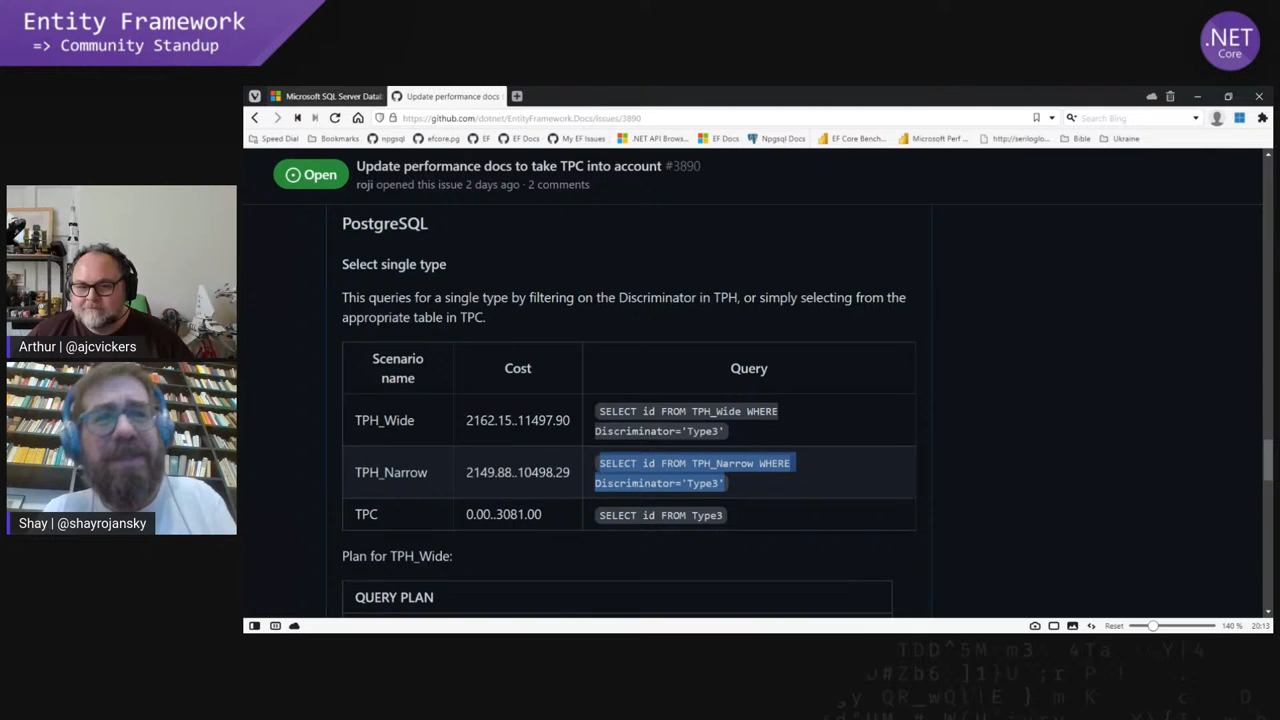 Entity Framework
=> Community Standup
.NET
Core
Microsoft SQL Server Datab
Update performance docs
https://github.com/dotnet/EntityFramework.Docs/issues/3890
Search Bing
Speed Dial
Bookmarks
npgsql
efcore.pg
EF
EF Docs
My EF Issues
.NET API Brows...
EF Docs
Npgsql Docs
EF Core Bench...
Microsoft Perf ...
http://seriloglo...
Bible
Ukraine
Open
Update performance docs to take TPC into account #3890
roji opened this issue 2 days ago · 2 comments
PostgreSQL
Select single type
This queries for a single type by filtering on the Discriminator in TPH, or simply selecting from the
appropriate table in TPC.
Scenario
name
Cost
Query
TPH_Wide
2162.15..11497.90
SELECT id FROM TPH_Wide WHERE
Discriminator='Type3'
TPH_Narrow
2149.88..10498.29
SELECT id FROM TPH_Narrow WHERE
Discriminator='Type3'
TPC
0.00..3081.00
SELECT id FROM Type3
Plan for TPH_Wide:
QUERY PLAN
Arthur | @ajcvickers
Shay | @shayrojansky
Reset
140 %
20:13